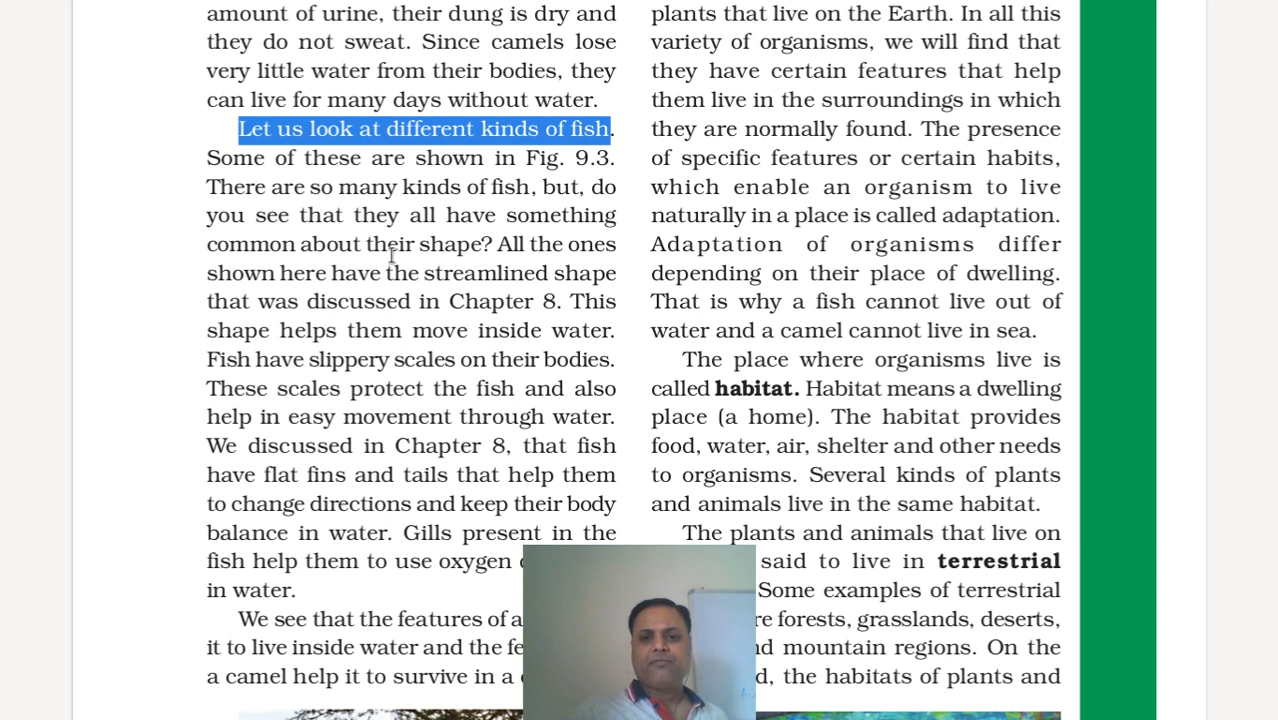 amount of urine, their dung is dry and
they do not sweat. Since camels lose
very little water from their bodies, they
can live for many days without water.
Let us look at different kinds of fish.
Some of these are shown in Fig. 9.3.
There are so many kinds of fish, but, do
you see that they all have something
common about their shape? All the ones
shown here have the streamlined shape
that was discussed in Chapter 8. This
shape helps them move inside water.
Fish have slippery scales on their bodies.
These scales protect the fish and also
help in easy movement through water.
We discussed in Chapter 8, that fish
have flat fins and tails that help them
to change directions and keep their body
balance in water. Gills present in the
fish help them to use oxygen
in water.
We see that the features of a
it to live inside water and the
a camel help it to survive in a
plants that live on the Earth. In all this
variety of organisms, we will find that
they have certain features that help
them live in the surroundings in which
they are normally found. The presence
of specific features or certain habits,
which enable an organism to live
naturally in a place is called adaptation.
Adaptation of organisms differ
depending on their place of dwelling.
That is why a fish cannot live out of
water and a camel cannot live in sea.
The place where organisms live is
called habitat. Habitat means a dwelling
place (a home). The habitat provides
food, water, air, shelter and other needs
to organisms. Several kinds of plants
and animals live in the same habitat.
The plants and animals that live on
said to live in terrestrial
Some examples of terrestrial
forests, grasslands, deserts,
mountain regions. On the
the habitats of plants and